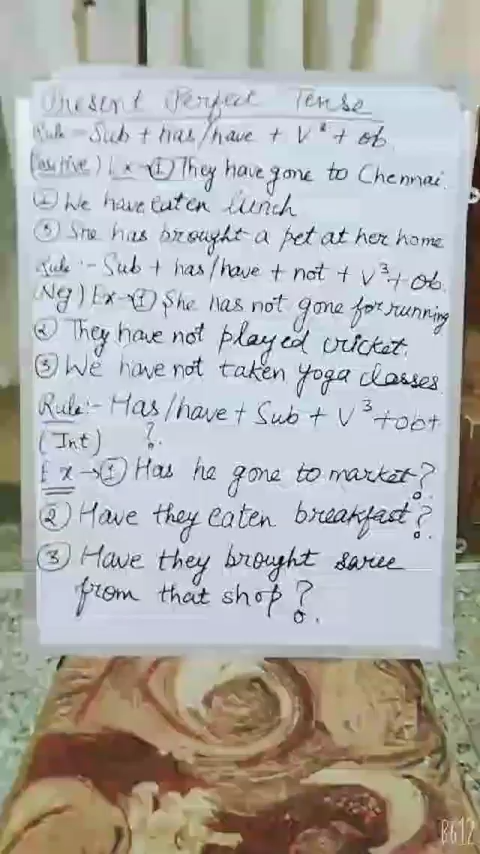 Present Perfect Tense
Rule - Sub + has/have + V³ + ob
(Positive) Ex → ① They have gone to Chennai.
② We have eaten lunch
③ She has brought a pet at her home
Rule :- Sub + has/have + not + V³ + Ob.
(Ng) Ex → ① She has not gone for running
② They have not played cricket.
③ We have not taken yoga classes
Rule:- Has/have + Sub + V³ + ob +
(Int) ?
Ex → ① Has he gone to market?
② Have they eaten breakfast?
③ Have they brought saree
from that shop?
BG12